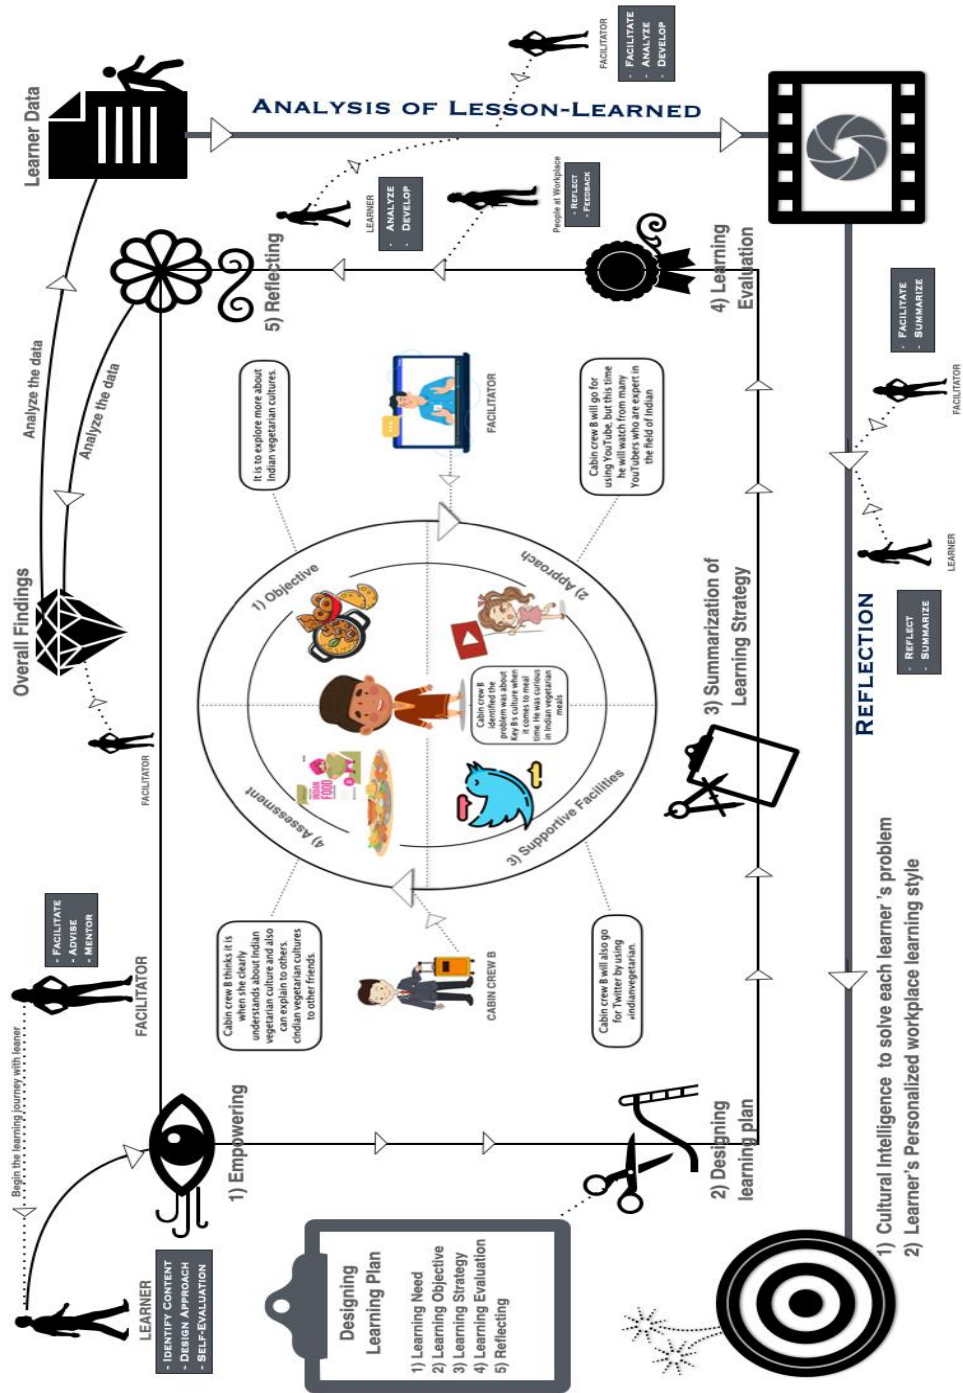 Begin the learning journey with leaner
LEARNER
- IDENTIFY CONTENT
- DESIGN APPROACH
- SELF-EVALUATION
FACILITATOR
- FACILITATE
- ADVISE
- MENTOR
FACILITATOR
Overall Findings
Analyze the data
Analyze the data
Learner Data
1) Empowering
Designing
Learning Plan
1) Learning Need
2) Learning Objective
3) Learning Strategy
4) Learning Evaluation
5) Reflecting
2) Designing
learning plan
3) Summarization of
Learning Strategy
4) Learning
Evaluation
5) Reflecting
Cabin crew B thinks it is
when she clearly
understands about Indian
vegetarian culture and also
can explain to others.
cindian vegetarian cultures
to other friends.
It is to explore more about
Indian vegetarian cultures.
CABIN CREW B
4) Assessment
1) Objective
INDIAN
FOOD
3) Supportive Facilities
2) Approach
Cabin crew B
identified the
problem was about
Key Bs culture when
it comes to meal
time. He was curious
in Indian vegetarian
meals
FACILITATOR
Cabin crew B will also go
for Twitter by using
#indianvegetarian.
Cabin crew B will go for
using YouTube, but this time
he will watch from many
YouTubers who are expert in
the field of Indian
LEARNER
- ANALYZE
- DEVELOP
People at Workplace
- REFLECT
- FEEDBACK
ANALYSIS OF LESSON-LEARNED
FACILITATOR
- FACILITATE
- ANALYZE
- DEVELOP
REFLECTION
LEARNER
- REFLECT
- SUMMARIZE
FACILITATOR
- FACILITATE
- SUMMARIZE
1) Cultural Intelligence to solve each learner 's problem
2) Learner's Personalized workplace learning style